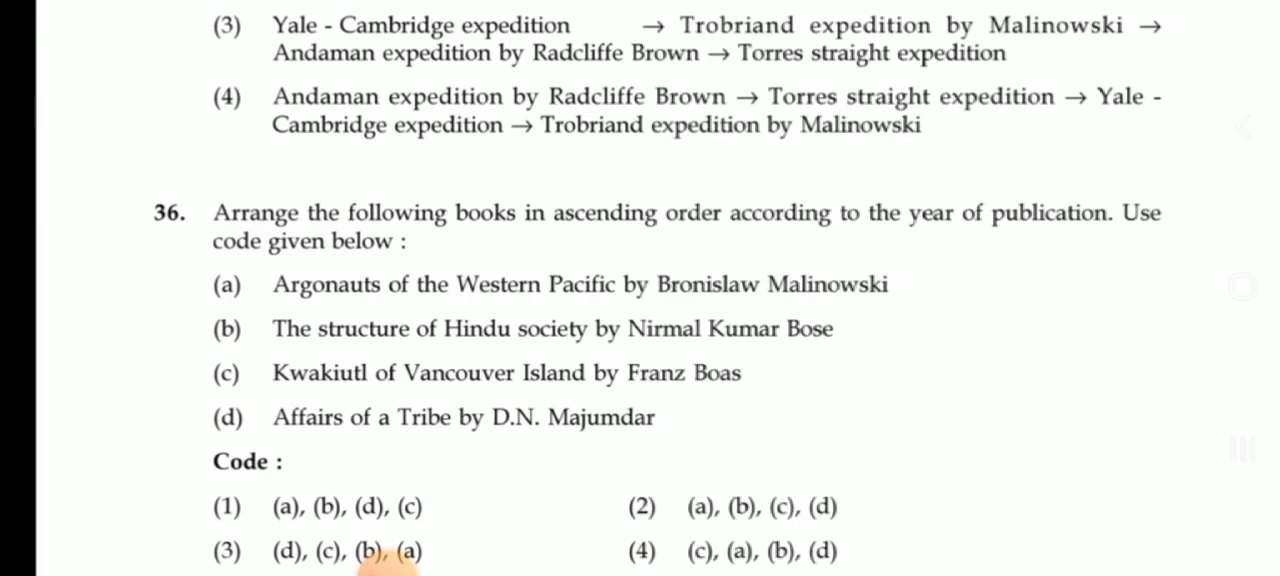 (3) Yale - Cambridge expedition → Trobriand expedition by Malinowski →
Andaman expedition by Radcliffe Brown → Torres straight expedition
(4) Andaman expedition by Radcliffe Brown → Torres straight expedition → Yale -
Cambridge expedition → Trobriand expedition by Malinowski
36. Arrange the following books in ascending order according to the year of publication. Use
code given below :
(a) Argonauts of the Western Pacific by Bronislaw Malinowski
(b) The structure of Hindu society by Nirmal Kumar Bose
(c) Kwakiutl of Vancouver Island by Franz Boas
(d) Affairs of a Tribe by D.N. Majumdar
Code :
(1) (a), (b), (d), (c) (2) (a), (b), (c), (d)
(3) (d), (c), (b), (a) (4) (c), (a), (b), (d)